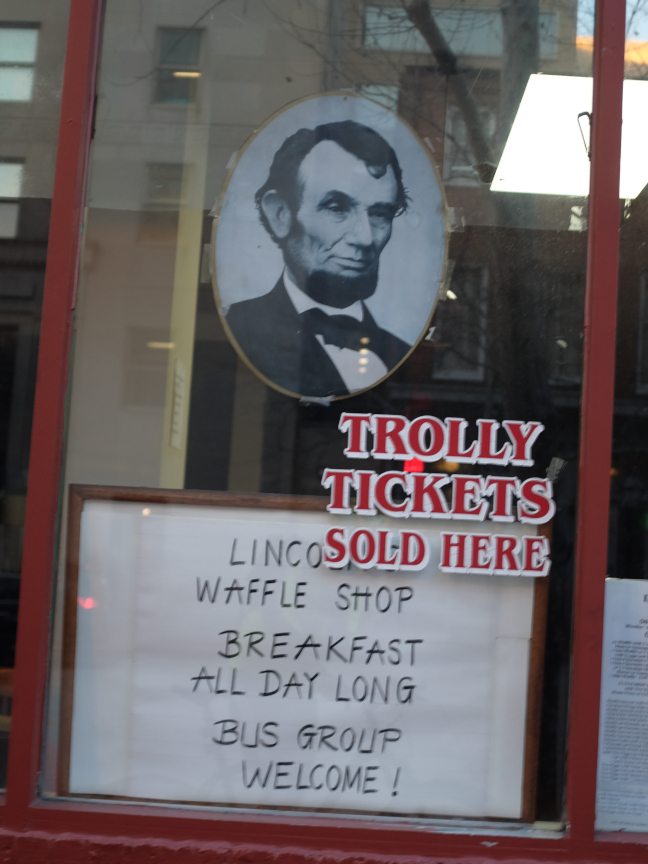 TROLLY
TICKETS
SOLD HERE
LINCO
WAFFLE SHOP
BREAKFAST
ALL DAY LONG
BUS GROUP
WELCOME!